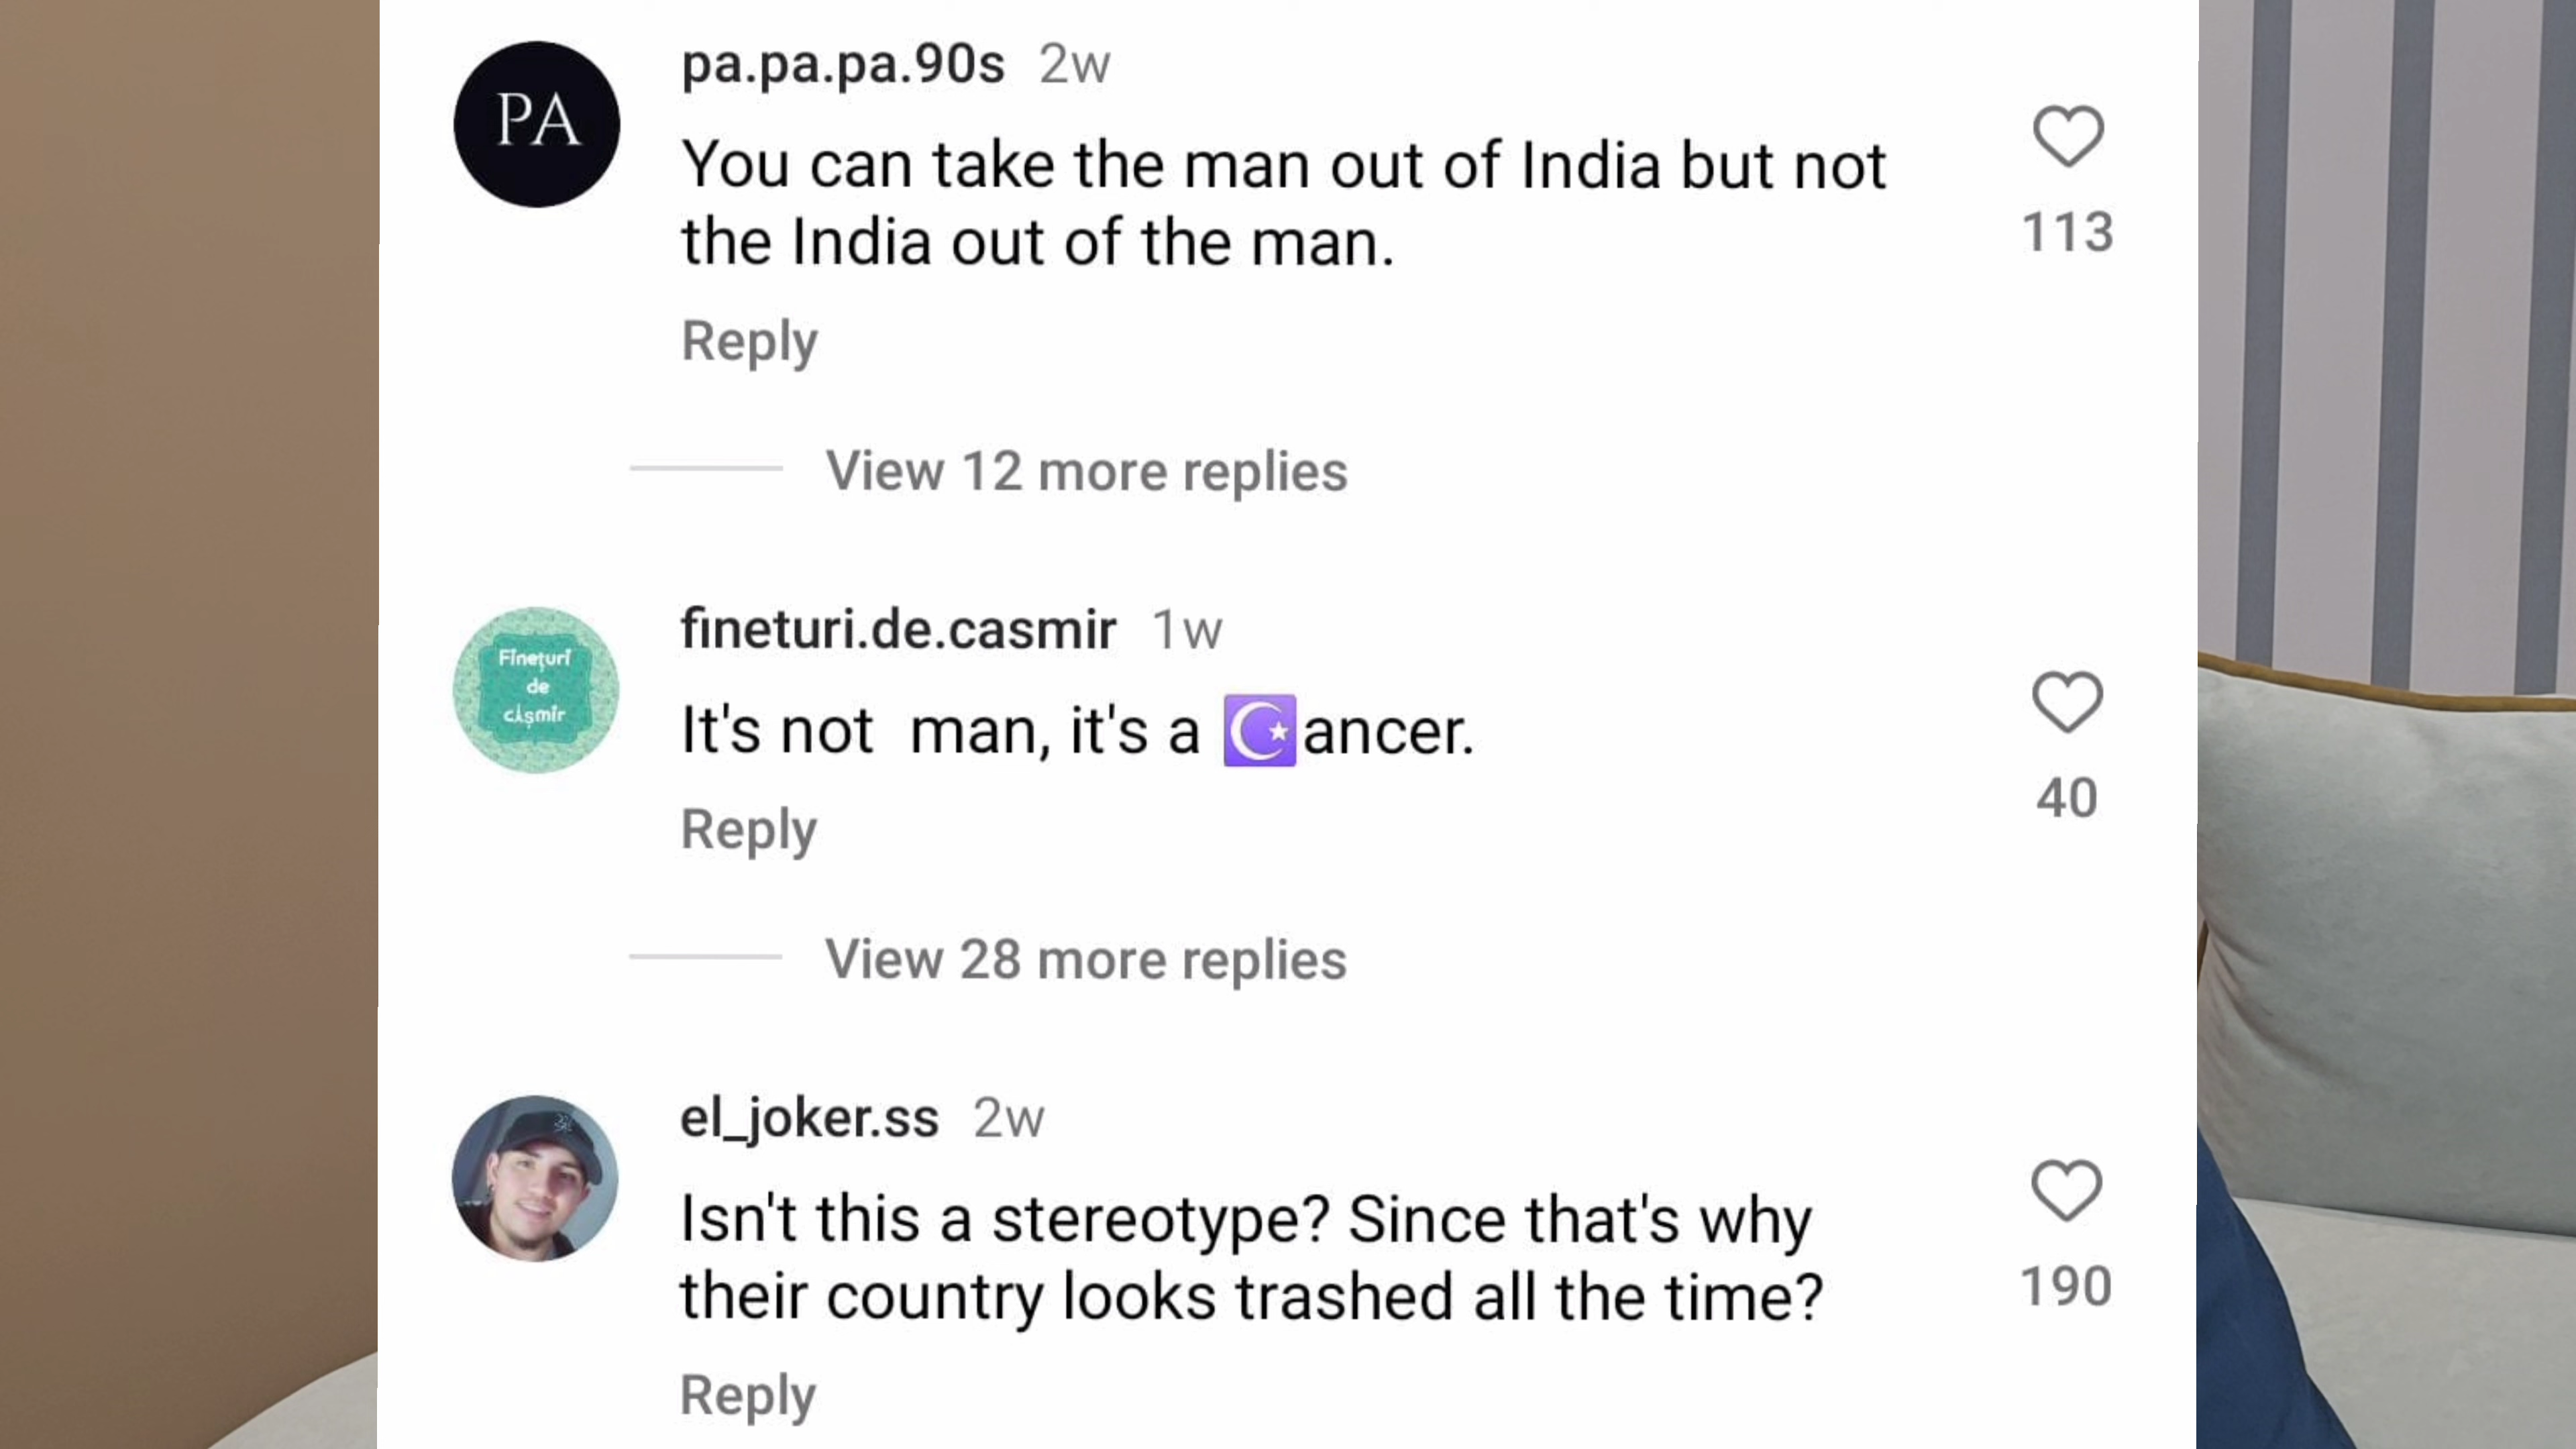 PA
pa.pa.pa.90s 2w
You can take the man out of India but not
the India out of the man.
113
Reply
View 12 more replies
Finețuri
de
cașmir
fineturi.de.casmir 1w
It's not  man, it's a ☪️ancer.
40
Reply
View 28 more replies
el_joker.ss 2w
Isn't this a stereotype? Since that's why
their country looks trashed all the time?
190
Reply